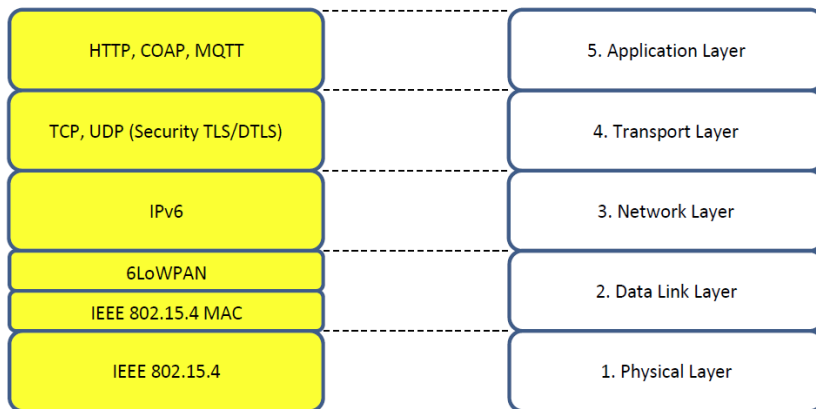 HTTP, COAP, MQTT
5. Application Layer
TCP, UDP (Security TLS/DTLS)
4. Transport Layer
IPv6
3. Network Layer
6LoWPAN
2. Data Link Layer
IEEE 802.15.4 MAC
IEEE 802.15.4
1. Physical Layer